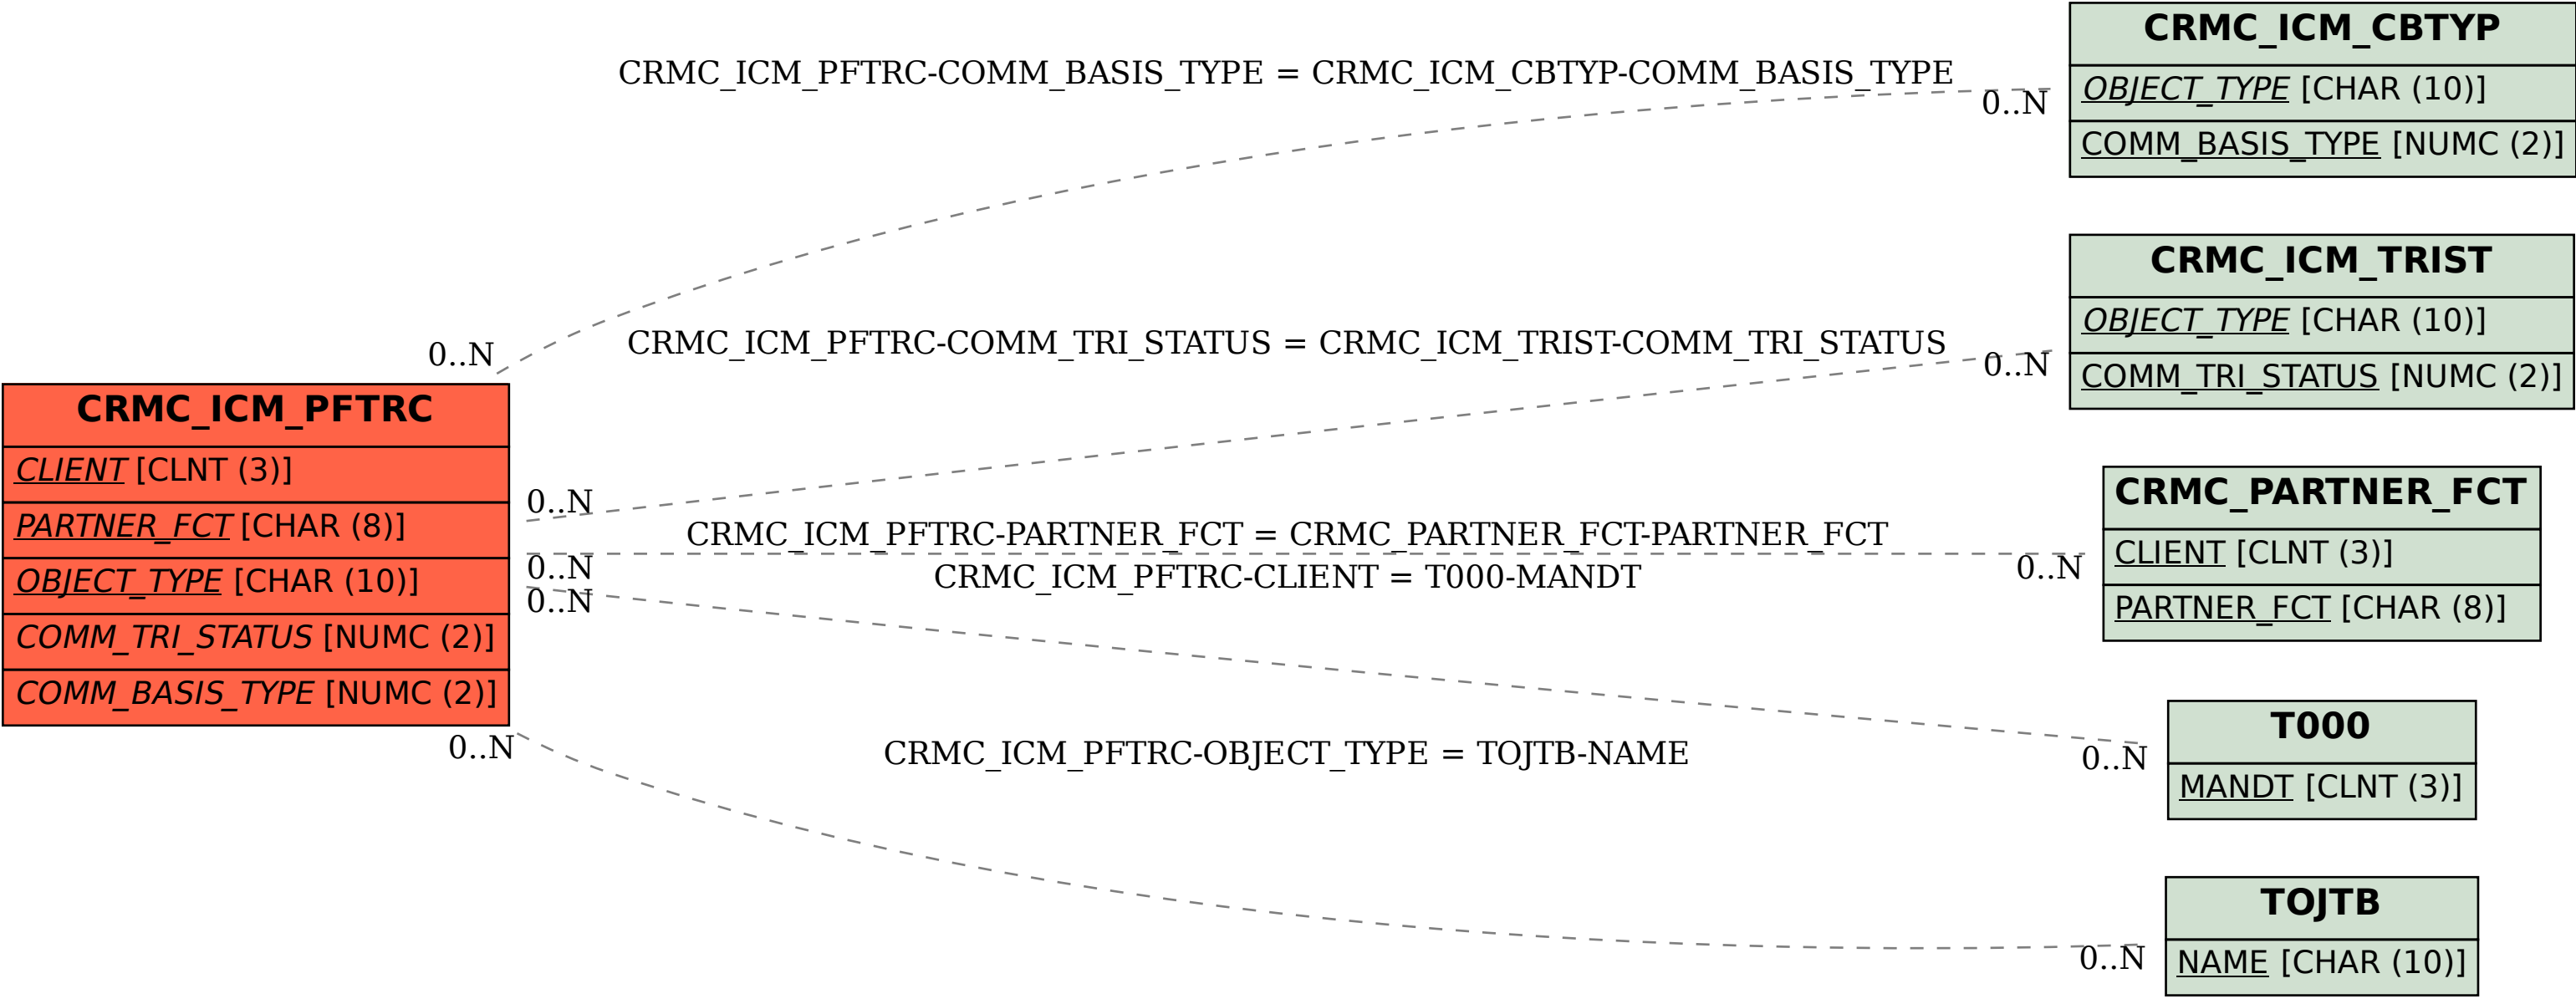 CRMC_ICM_PFTRC
CLIENT [CLNT (3)]
PARTNER_FCT [CHAR (8)]
OBJECT_TYPE [CHAR (10)]
COMM_TRI_STATUS [NUMC (2)]
COMM_BASIS_TYPE [NUMC (2)]
CRMC_ICM_PFTRC-COMM_BASIS_TYPE = CRMC_ICM_CBTYP-COMM_BASIS_TYPE
0..N
0..N
CRMC_ICM_PFTRC-COMM_TRI_STATUS = CRMC_ICM_TRIST-COMM_TRI_STATUS
0..N
0..N
CRMC_ICM_PFTRC-PARTNER_FCT = CRMC_PARTNER_FCT-PARTNER_FCT
0..N
0..N
CRMC_ICM_PFTRC-CLIENT = T000-MANDT
0..N
0..N
CRMC_ICM_PFTRC-OBJECT_TYPE = TOJTB-NAME
0..N
0..N
CRMC_ICM_CBTYP
OBJECT_TYPE [CHAR (10)]
COMM_BASIS_TYPE [NUMC (2)]
CRMC_ICM_TRIST
OBJECT_TYPE [CHAR (10)]
COMM_TRI_STATUS [NUMC (2)]
CRMC_PARTNER_FCT
CLIENT [CLNT (3)]
PARTNER_FCT [CHAR (8)]
T000
MANDT [CLNT (3)]
TOJTB
NAME [CHAR (10)]